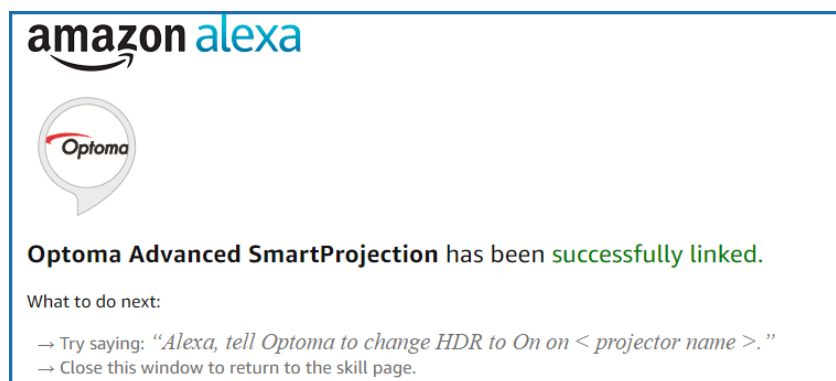 amazon alexa
Optoma
Optoma Advanced SmartProjection has been successfully linked.
What to do next:
→ Try saying: “Alexa, tell Optoma to change HDR to On on < projector name >.”
→ Close this window to return to the skill page.